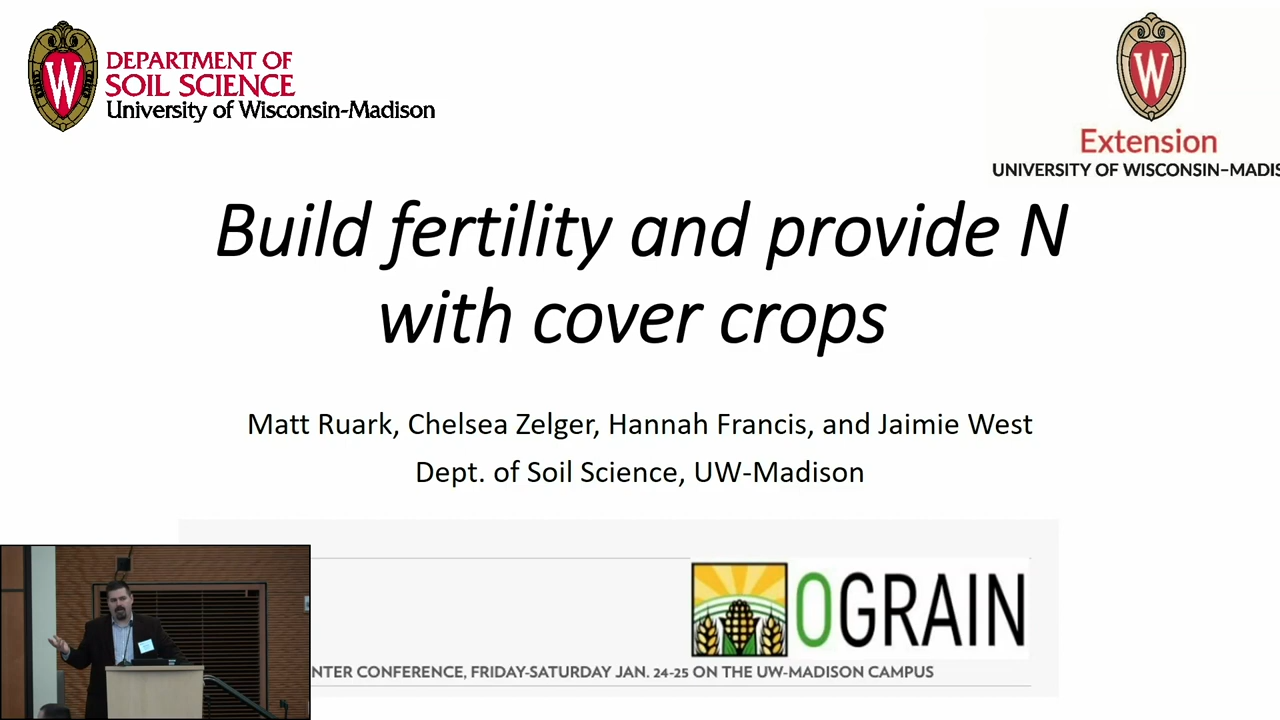 DEPARTMENT OF
SOIL SCIENCE
University of Wisconsin-Madison
W
W
Extension
UNIVERSITY OF WISCONSIN–MADIS
Build fertility and provide N
with cover crops
Matt Ruark, Chelsea Zelger, Hannah Francis, and Jaimie West
Dept. of Soil Science, UW-Madison
OGRAIN
NTER CONFERENCE, FRIDAY-SATURDAY JAN. 24-25 ON THE UW-MADISON CAMPUS